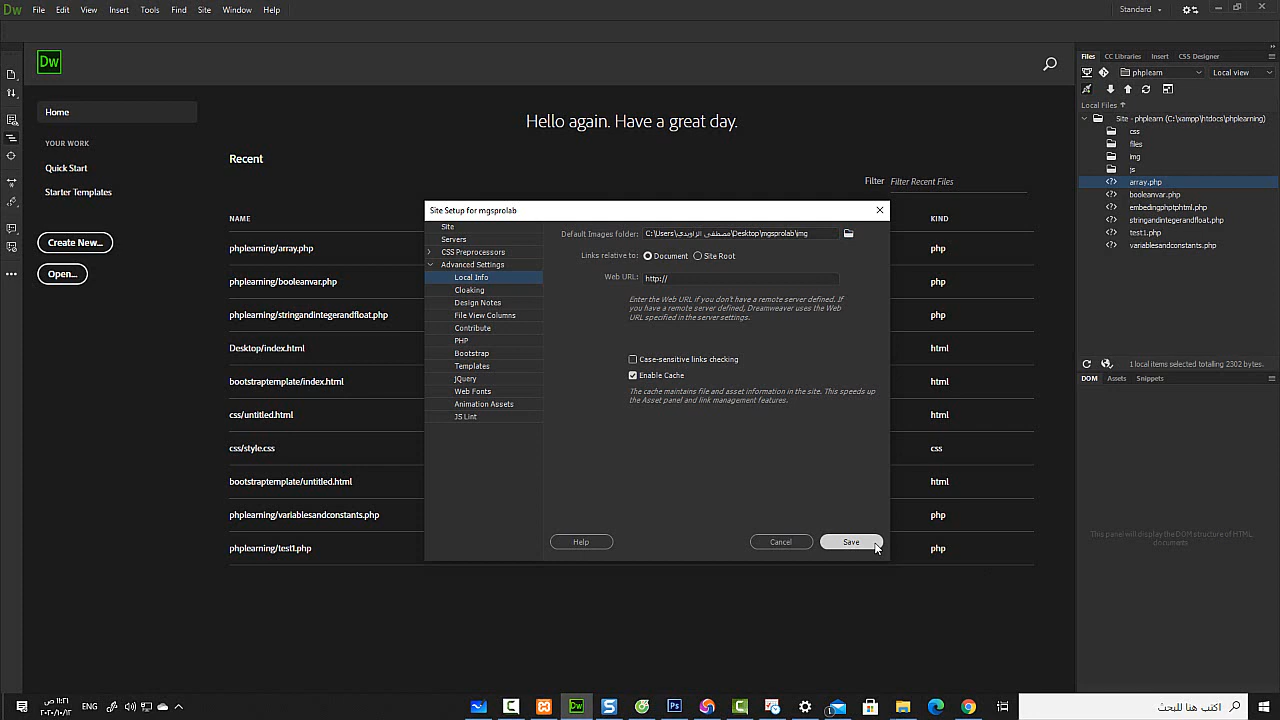 Dw File Edit View Insert Tools Find Site Window Help Standard
Dw
Files CC Libraries Insert CSS Designer
phplearn Local view
Local Files
Site - phplearn (C:\xampp\htdocs\phplearning)
css
files
img
js
array.php
booleanvar.php
embedingphptphtml.php
stringandintegerandfloat.php
test1.php
variablesandconstants.php
1 local items selected totaling 2302 bytes.
DOM Assets Snippets
This panel will display the DOM structure of HTML
documents
Home
YOUR WORK
Quick Start
Starter Templates
Create New...
Open...
Hello again. Have a great day.
Recent
Filter Filter Recent Files
NAME KIND
phplearning/array.php php
phplearning/booleanvar.php php
phplearning/stringandintegerandfloat.php php
Desktop/index.html html
bootstraptemplate/index.html html
css/untitled.html html
css/style.css css
bootstraptemplate/untitled.html html
phplearning/variablesandconstants.php php
phplearning/test1.php php
Site Setup for mgsprolab
Site
Servers
CSS Preprocessors
Advanced Settings
Local Info
Cloaking
Design Notes
File View Columns
Contribute
PHP
Bootstrap
Templates
jQuery
Web Fonts
Animation Assets
JS Lint
Default Images folder: C:\Users\مصطفى الزاويدي\Desktop\mgsprolab\img
Links relative to: Document Site Root
Web URL: http://
Enter the Web URL if you don't have a remote server defined. If
you have a remote server defined, Dreamweaver uses the Web
URL specified in the server settings.
Case-sensitive links checking
Enable Cache
The cache maintains file and asset information in the site. This speeds up
the Asset panel and link management features.
Help Cancel Save
ENG
اكتب هنا للبحث